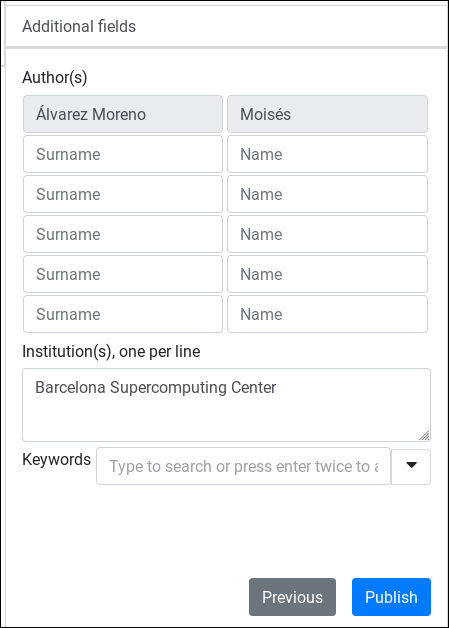 Additional fields
Author(s)
Álvarez Moreno Moisés
Surname Name
Surname Name
Surname Name
Surname Name
Surname Name
Institution(s), one per line
Barcelona Supercomputing Center
Keywords Type to search or press enter twice to a
Previous Publish